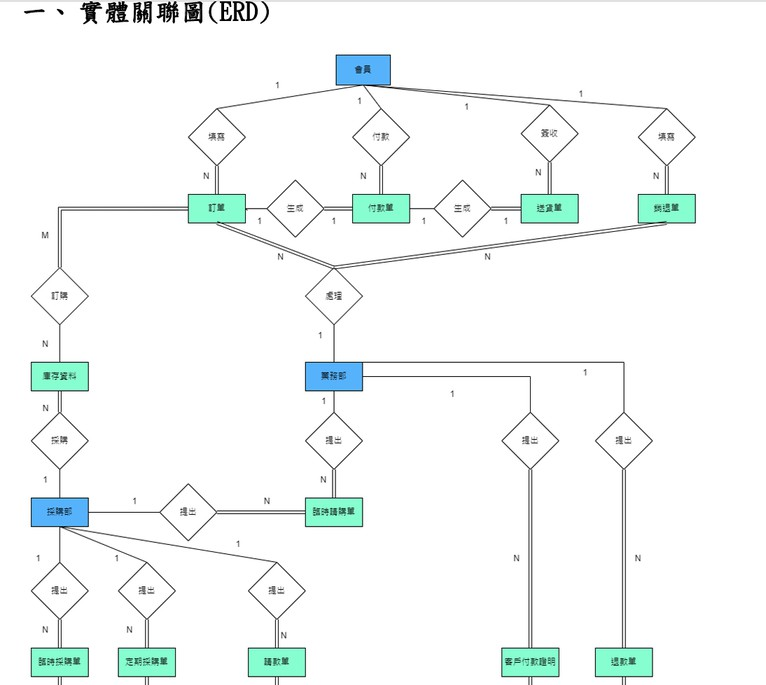 一、實體關聯圖(ERD)
會員
1
1
1
1
填寫
付款
簽收
填寫
N
N
N
N
訂單
生成
付款單
生成
送貨單
銷退單
1
1
1
1
M
N
N
訂購
處理
1
N
庫存資料
業務部
1
N
1
1
採購
提出
提出
提出
1
N
採購部
1
提出
N
臨時請購單
1
1
1
N
N
提出
提出
提出
N
N
N
臨時採購單
定期採購單
請款單
客戶付款證明
退款單